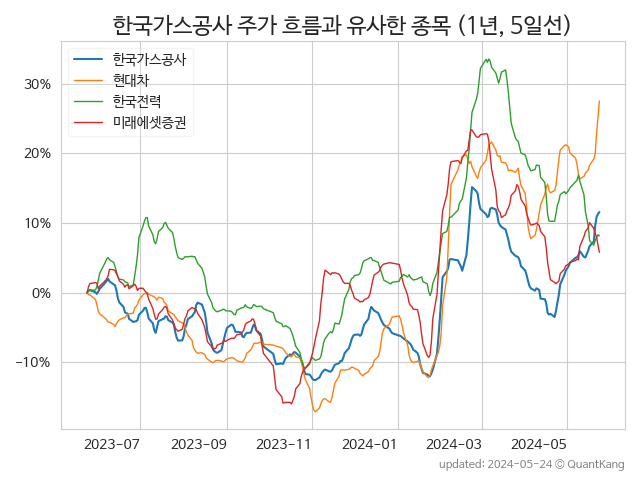 한국가스공사 주가 흐름과 유사한 종목 (1년, 5일선)
한국가스공사
현대차
한국전력
미래에셋증권
30%
20%
10%
0%
−10%
2023−07
2023−09
2023−11
2024−01
2024−03
2024−05
updated: 2024-05-24 © QuantKang